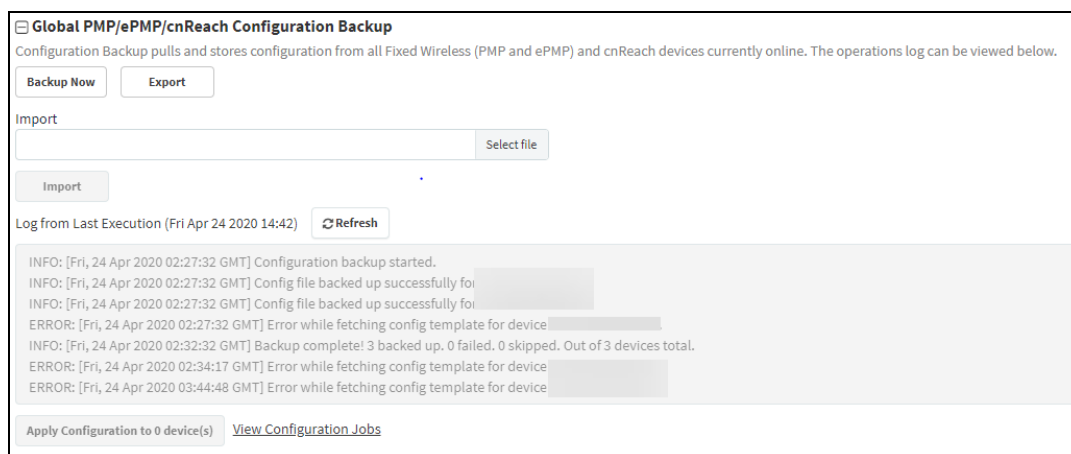 Global PMP/ePMP/cnReach Configuration Backup
Configuration Backup pulls and stores configuration from all Fixed Wireless (PMP and ePMP) and cnReach devices currently online. The operations log can be viewed below.
Backup Now Export
Import
Select file
Import
Log from Last Execution (Fri Apr 24 2020 14:42) Refresh
INFO: [Fri, 24 Apr 2020 02:27:32 GMT] Configuration backup started.
INFO: [Fri, 24 Apr 2020 02:27:32 GMT] Config file backed up successfully for
INFO: [Fri, 24 Apr 2020 02:27:32 GMT] Config file backed up successfully for
ERROR: [Fri, 24 Apr 2020 02:27:32 GMT] Error while fetching config template for device
INFO: [Fri, 24 Apr 2020 02:32:32 GMT] Backup complete! 3 backed up. 0 failed. 0 skipped. Out of 3 devices total.
ERROR: [Fri, 24 Apr 2020 02:34:17 GMT] Error while fetching config template for device
ERROR: [Fri, 24 Apr 2020 03:44:48 GMT] Error while fetching config template for device
Apply Configuration to 0 device(s) View Configuration Jobs